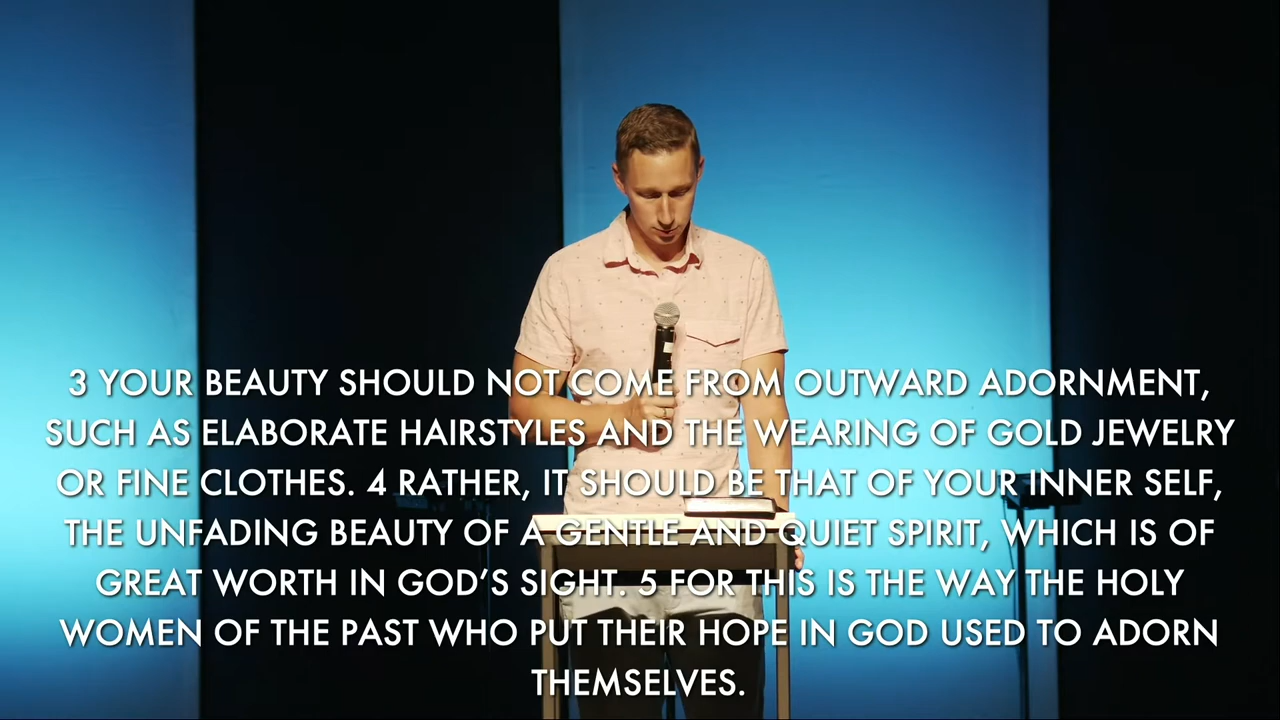 3 YOUR BEAUTY SHOULD NOT COME FROM OUTWARD ADORNMENT,
SUCH AS ELABORATE HAIRSTYLES AND THE WEARING OF GOLD JEWELRY
OR FINE CLOTHES. 4 RATHER, IT SHOULD BE THAT OF YOUR INNER SELF,
THE UNFADING BEAUTY OF A GENTLE AND QUIET SPIRIT, WHICH IS OF
GREAT WORTH IN GOD’S SIGHT. 5 FOR THIS IS THE WAY THE HOLY
WOMEN OF THE PAST WHO PUT THEIR HOPE IN GOD USED TO ADORN
THEMSELVES.